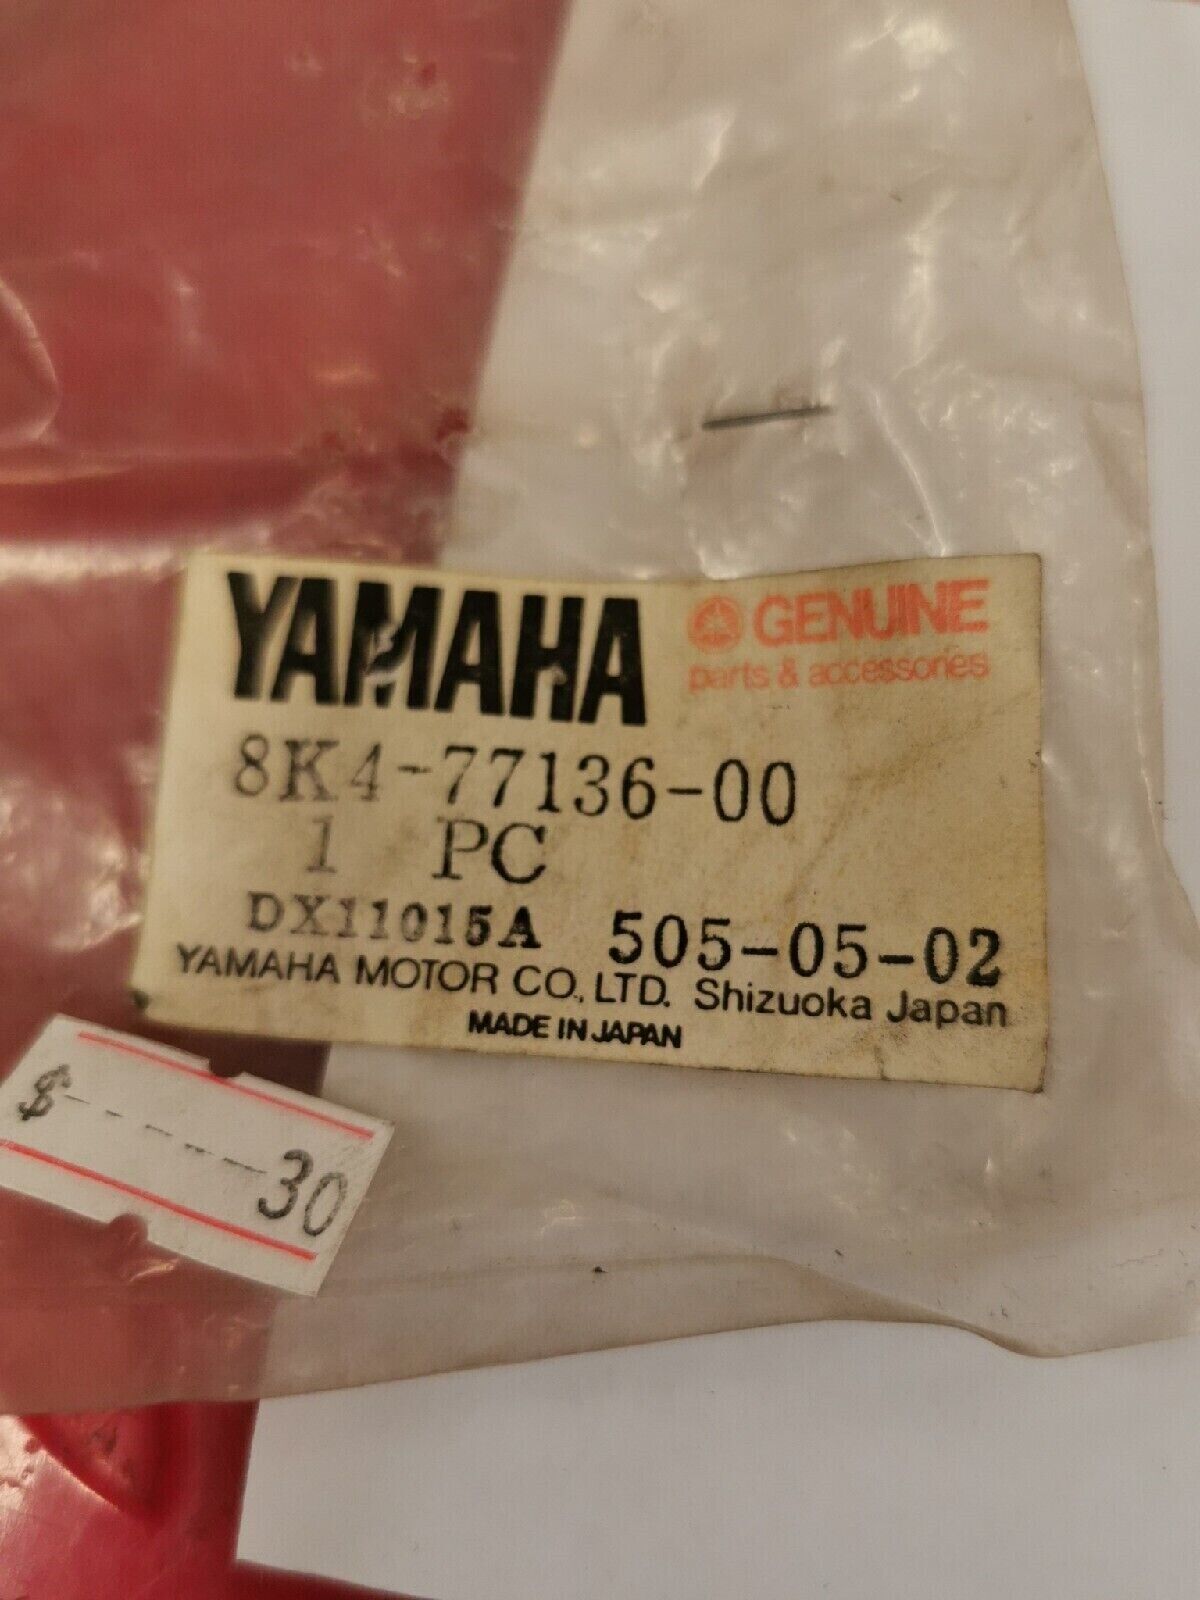 YAMAHA GENUINE
parts & accessories
8K4-77136-00
1 PC
DX11015A 505-05-02
YAMAHA MOTOR CO., LTD. Shizuoka Japan
MADE IN JAPAN
$-------30